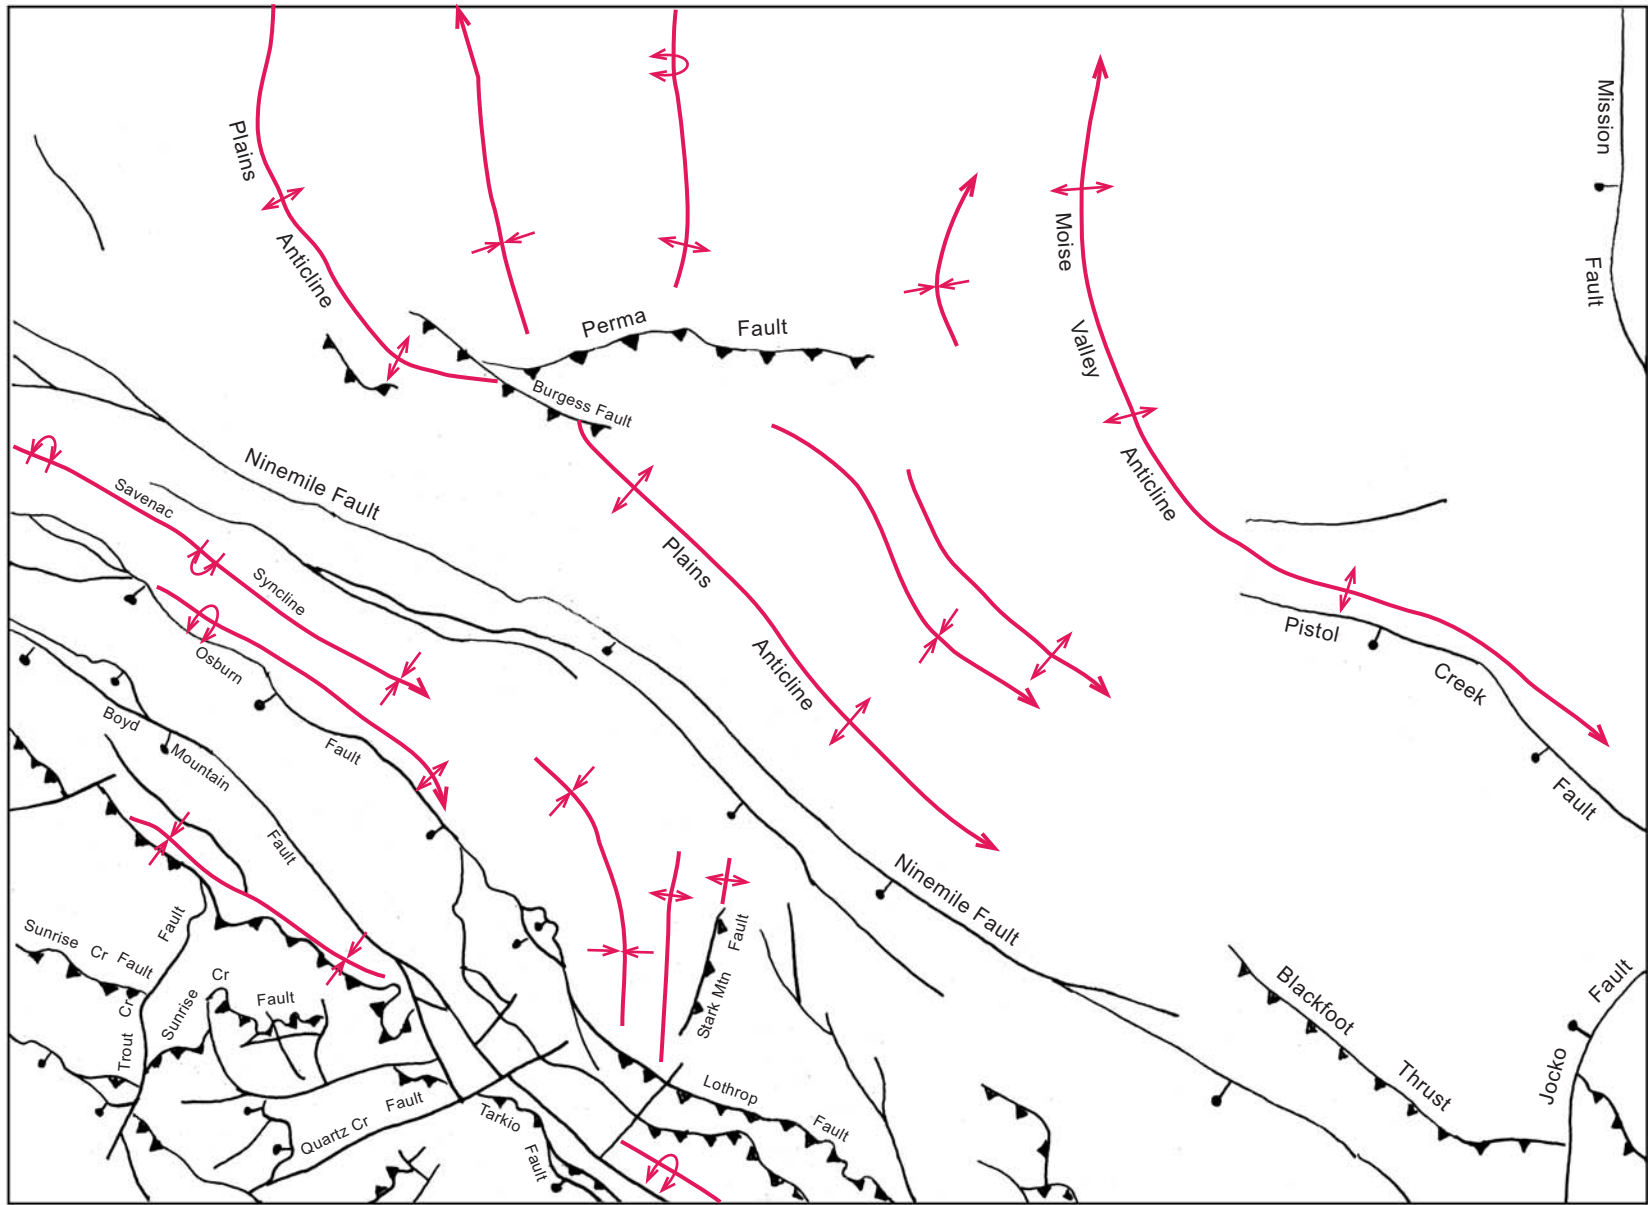 Mission
Fault
Plains
Anticline
Moise
Valley
Anticline
Perma
Fault
Burgess Fault
Ninemile Fault
Savenac
Syncline
Plains
Anticline
Pistol
Creek
Fault
Osburn
Fault
Boyd
Mountain
Fault
Ninemile Fault
Sunrise Cr Fault
Trout Cr Fault
Sunrise Cr Fault
Stark Mtn Fault
Blackfoot
Thrust
Jocko Fault
Lothrop
Fault
Quartz Cr Fault
Tarkio
Fault